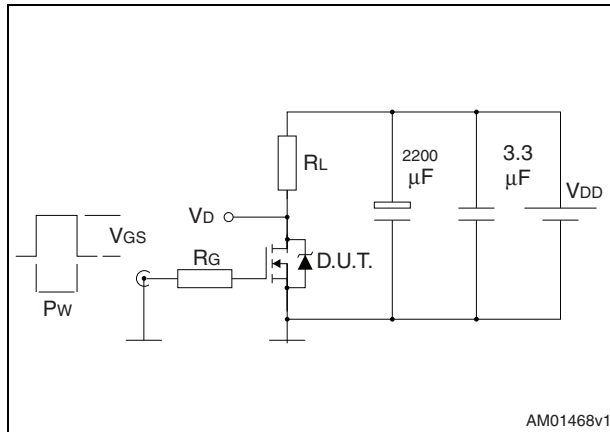 2200
µF
3.3
µF
RL
VDD
VD
VGS
RG
D.U.T.
PW
AM01468v1